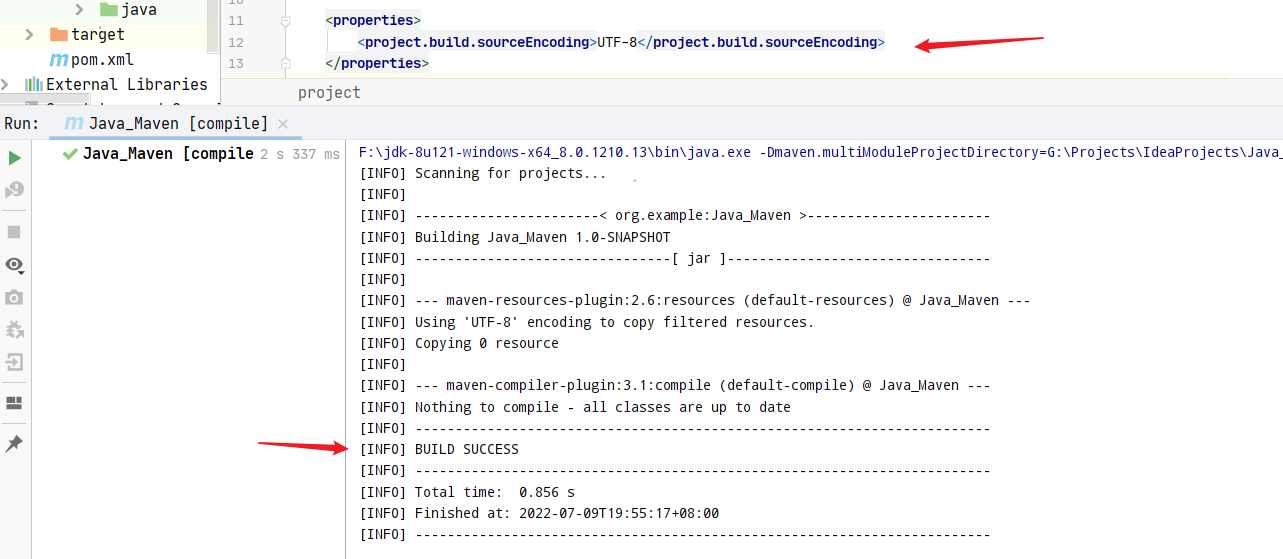 java
target
pom.xml
External Libraries
11 <properties>
12 <project.build.sourceEncoding>UTF-8</project.build.sourceEncoding>
13 </properties>
project
Run: Java_Maven [compile]
Java_Maven [compile 2 s 337 ms
F:\jdk-8u121-windows-x64_8.0.1210.13\bin\java.exe -Dmaven.multiModuleProjectDirectory=G:\Projects\IdeaProjects\Java_
[INFO] Scanning for projects...
[INFO]
[INFO] -----------------------< org.example:Java_Maven >-----------------------
[INFO] Building Java_Maven 1.0-SNAPSHOT
[INFO] --------------------------------[ jar ]---------------------------------
[INFO]
[INFO] --- maven-resources-plugin:2.6:resources (default-resources) @ Java_Maven ---
[INFO] Using 'UTF-8' encoding to copy filtered resources.
[INFO] Copying 0 resource
[INFO]
[INFO] --- maven-compiler-plugin:3.1:compile (default-compile) @ Java_Maven ---
[INFO] Nothing to compile - all classes are up to date
[INFO] ------------------------------------------------------------------------
[INFO] BUILD SUCCESS
[INFO] ------------------------------------------------------------------------
[INFO] Total time:  0.856 s
[INFO] Finished at: 2022-07-09T19:55:17+08:00
[INFO] ------------------------------------------------------------------------